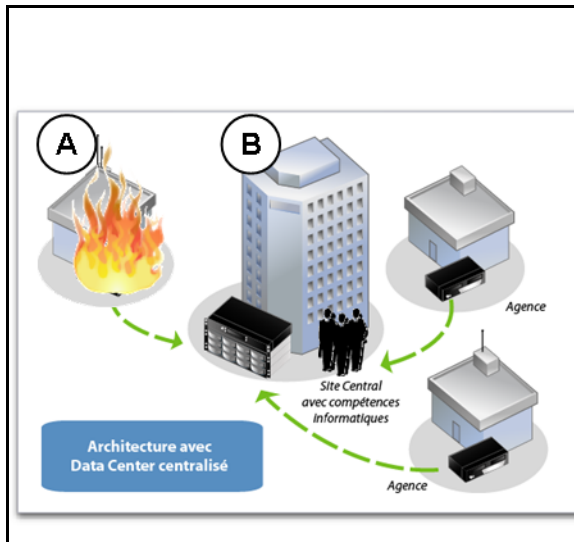 A
B
Agence
Site Central
avec compétences
informatiques
Architecture avec
Data Center centralisé
Agence